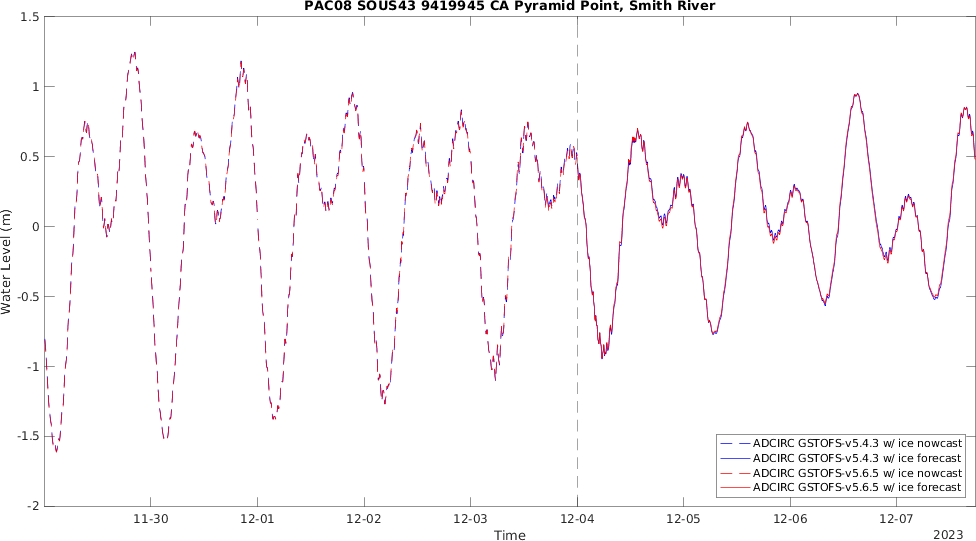 PAC08 SOUS43 9419945 CA Pyramid Point, Smith River
1.5
1
0.5
0
-0.5
-1
-1.5
-2
Water Level (m)
11-30
12-01
12-02
12-03
12-04
12-05
12-06
12-07
Time
2023
ADCIRC GSTOFS-v5.4.3 w/ ice nowcast
ADCIRC GSTOFS-v5.4.3 w/ ice forecast
ADCIRC GSTOFS-v5.6.5 w/ ice nowcast
ADCIRC GSTOFS-v5.6.5 w/ ice forecast